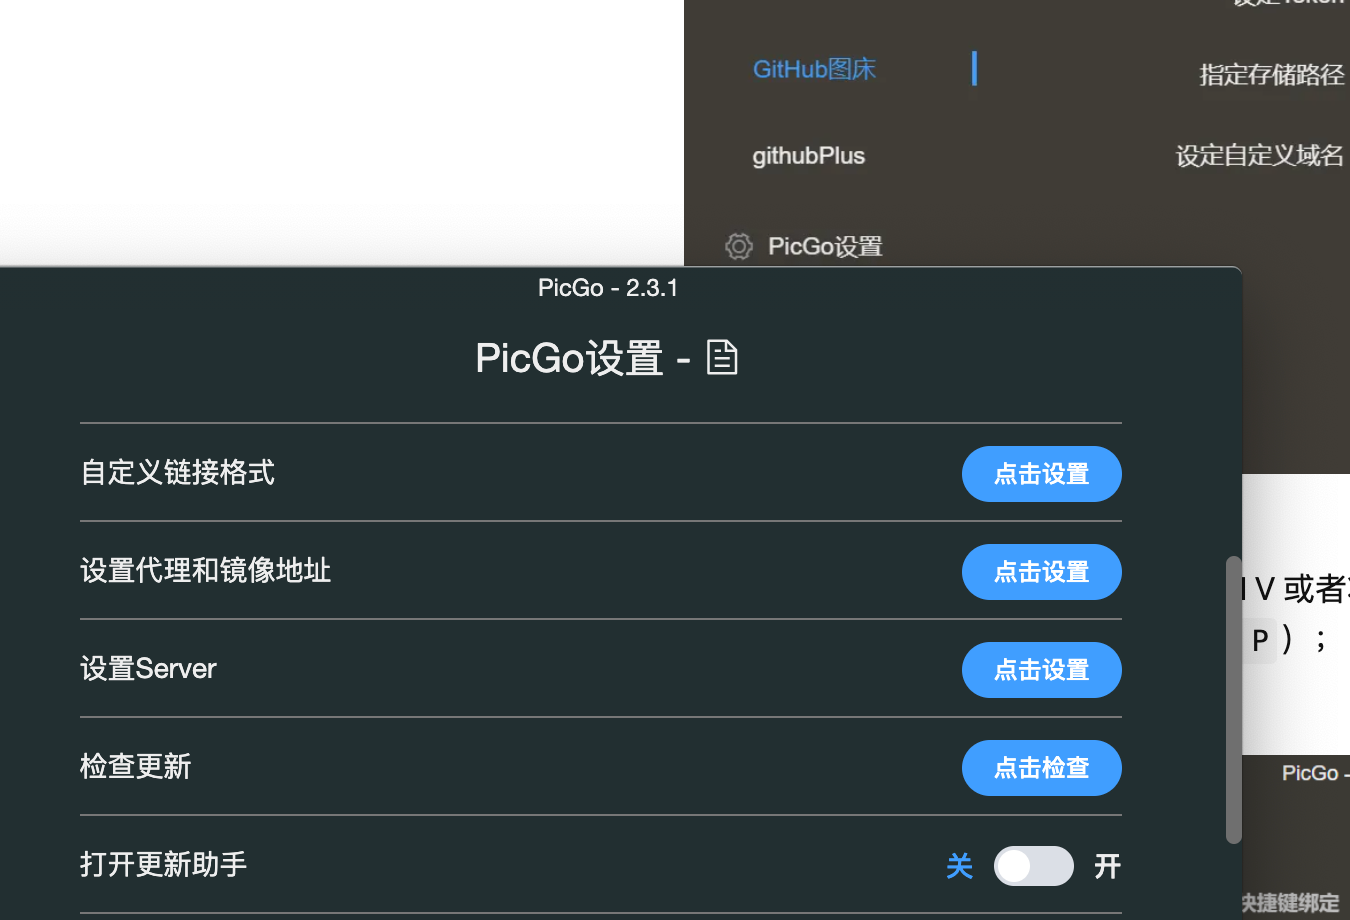 GitHub图床
指定存储路径
githubPlus
设定自定义域名
PicGo设置
PicGo - 2.3.1
PicGo设置 -
自定义链接格式
点击设置
设置代理和镜像地址
点击设置
V 或者
设置Server
点击设置
P ) ；
检查更新
点击检查
PicGo -
打开更新助手
关
开
捷键绑定